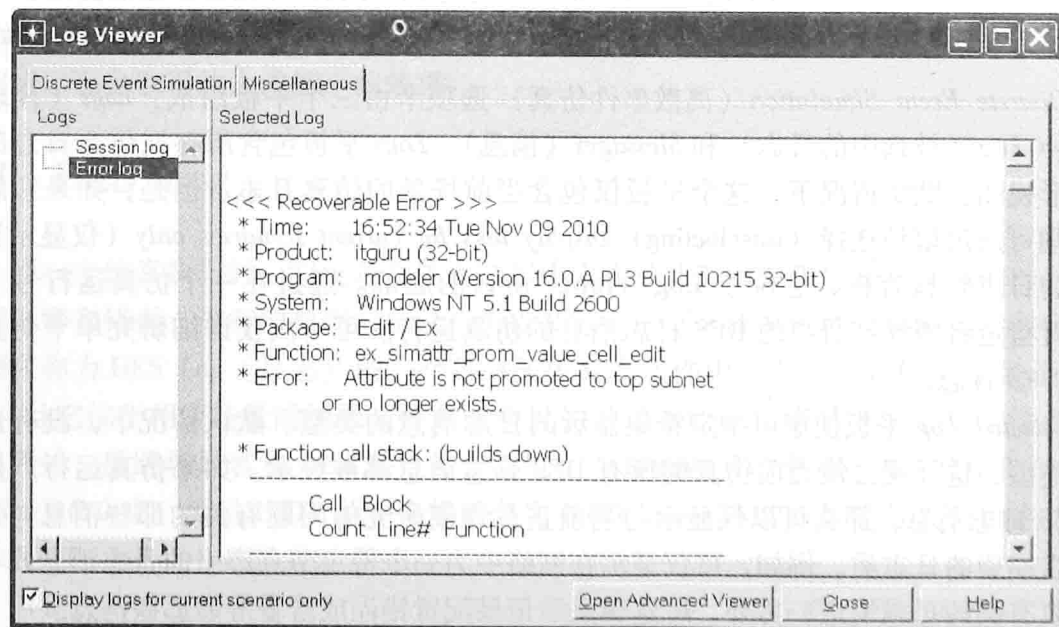 Log Viewer
Discrete Event Simulation Miscellaneous
Logs
Selected Log
Session log
Error log
<<< Recoverable Error >>>
* Time: 16:52:34 Tue Nov 09 2010
* Product: itguru (32-bit)
* Program: modeler (Version 16.0.A PL3 Build 10215,32-bit)
* System: Windows NT 5.1 Build 2600
* Package: Edit / Ex
* Function: ex_simattr_prom_value_cell_edit
* Error: Attribute is not promoted to top subnet
or no longer exists.
* Function call stack: (builds down)
------------------------------------------------------------
Call Block
Count Line# Function
Display logs for current scenario only
Open Advanced Viewer
Close
Help